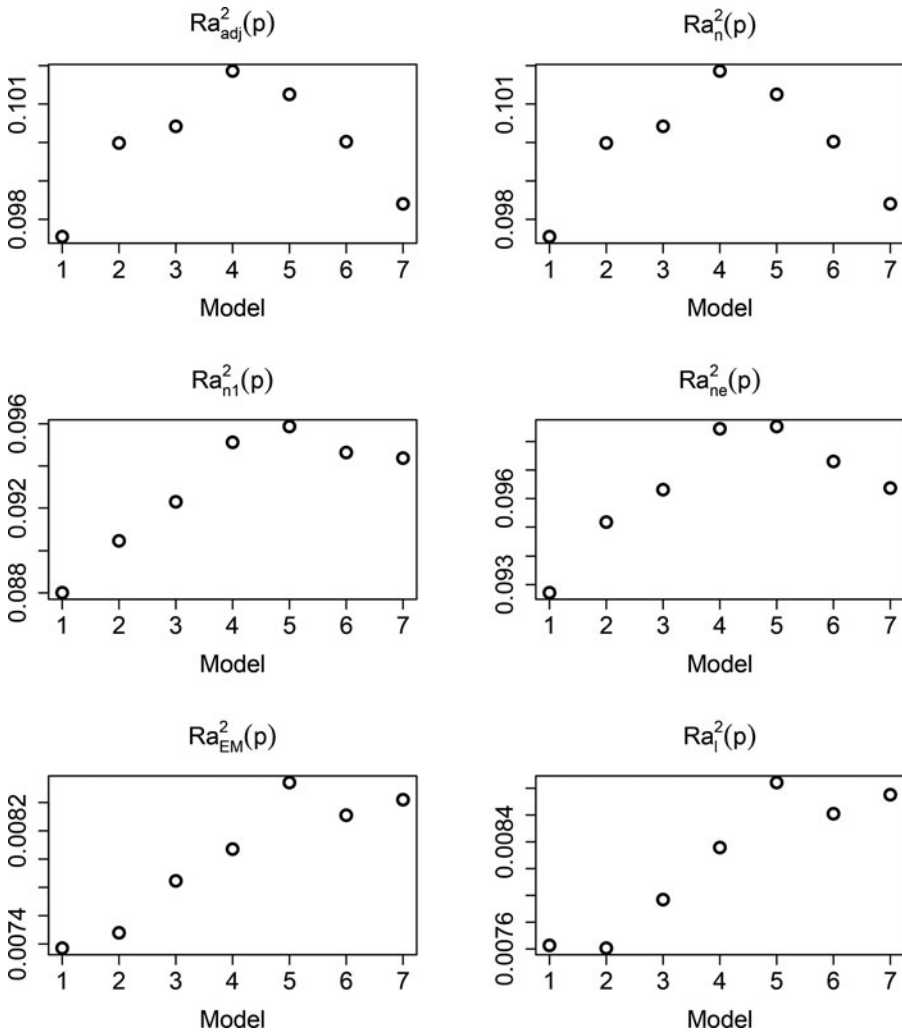 Ra²adj(p)
0.101
0.098
1 2 3 4 5 6 7
Model
Ra²n(p)
0.101
0.098
1 2 3 4 5 6 7
Model
Ra²n1(p)
0.096
0.092
0.088
1 2 3 4 5 6 7
Model
Ra²ne(p)
0.096
0.093
1 2 3 4 5 6 7
Model
Ra²EM(p)
0.0082
0.0074
1 2 3 4 5 6 7
Model
Ra²l(p)
0.0084
0.0076
1 2 3 4 5 6 7
Model